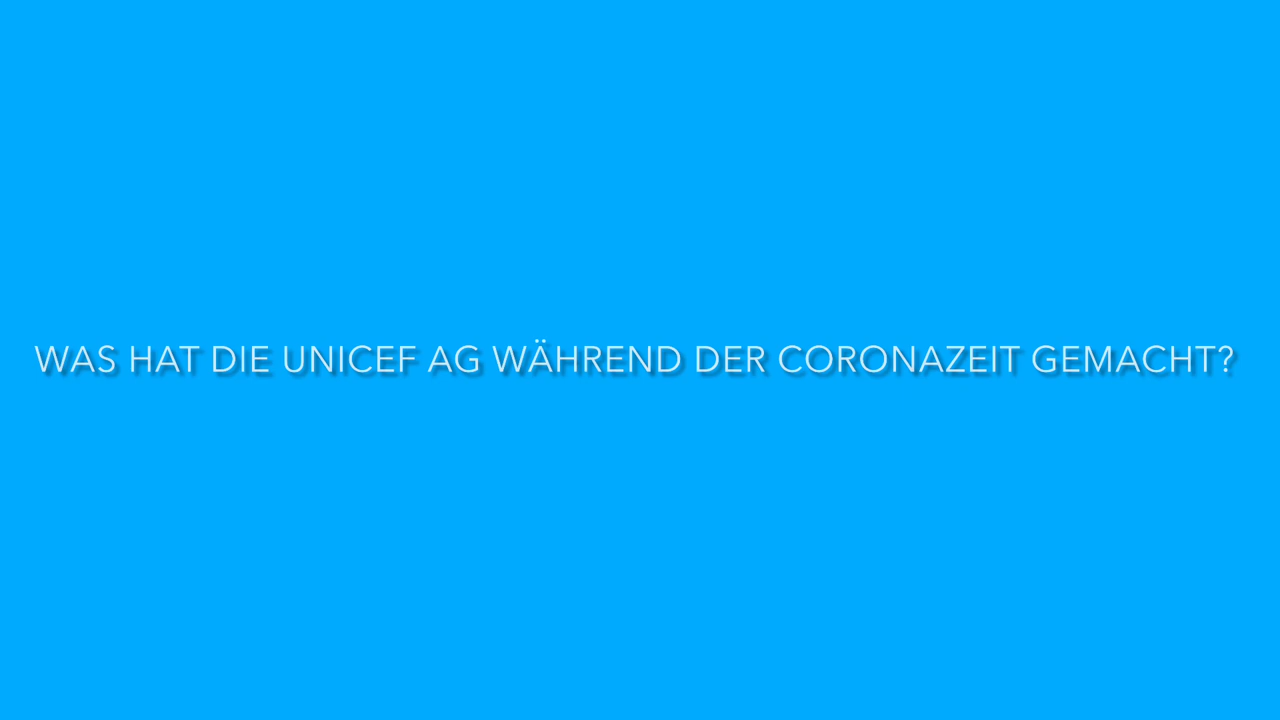 WAS HAT DIE UNICEF AG WÄHREND DER CORONAZEIT GEMACHT?